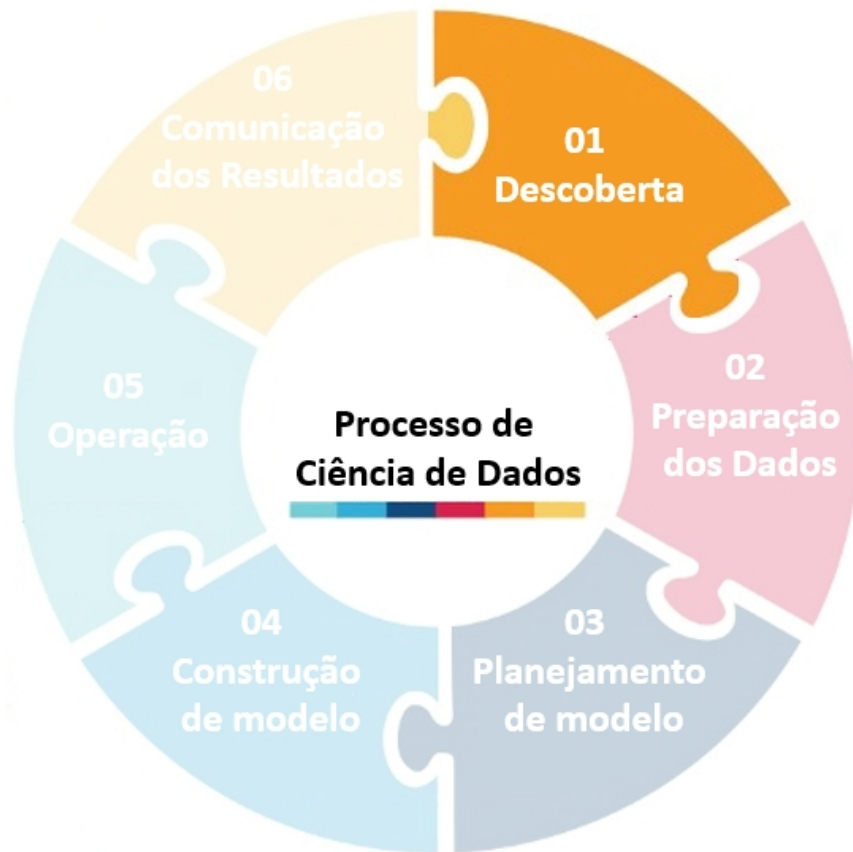 Processo de
Ciência de Dados
01
Descoberta
02
Preparação
dos Dados
03
Planejamento
de modelo
04
Construção
de modelo
05
Operação
06
Comunicação
dos Resultados